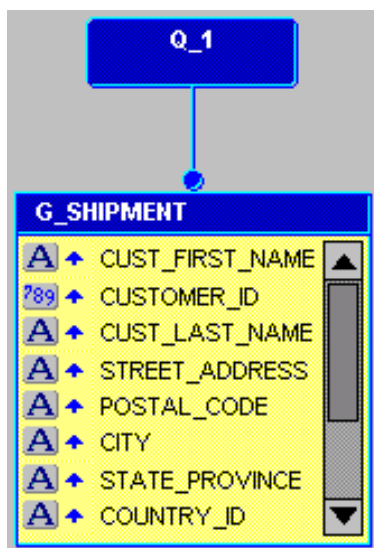 Q_1
G_SHIPMENT
A CUST_FIRST_NAME
789 CUSTOMER_ID
A CUST_LAST_NAME
A STREET_ADDRESS
A POSTAL_CODE
A CITY
A STATE_PROVINCE
A COUNTRY_ID